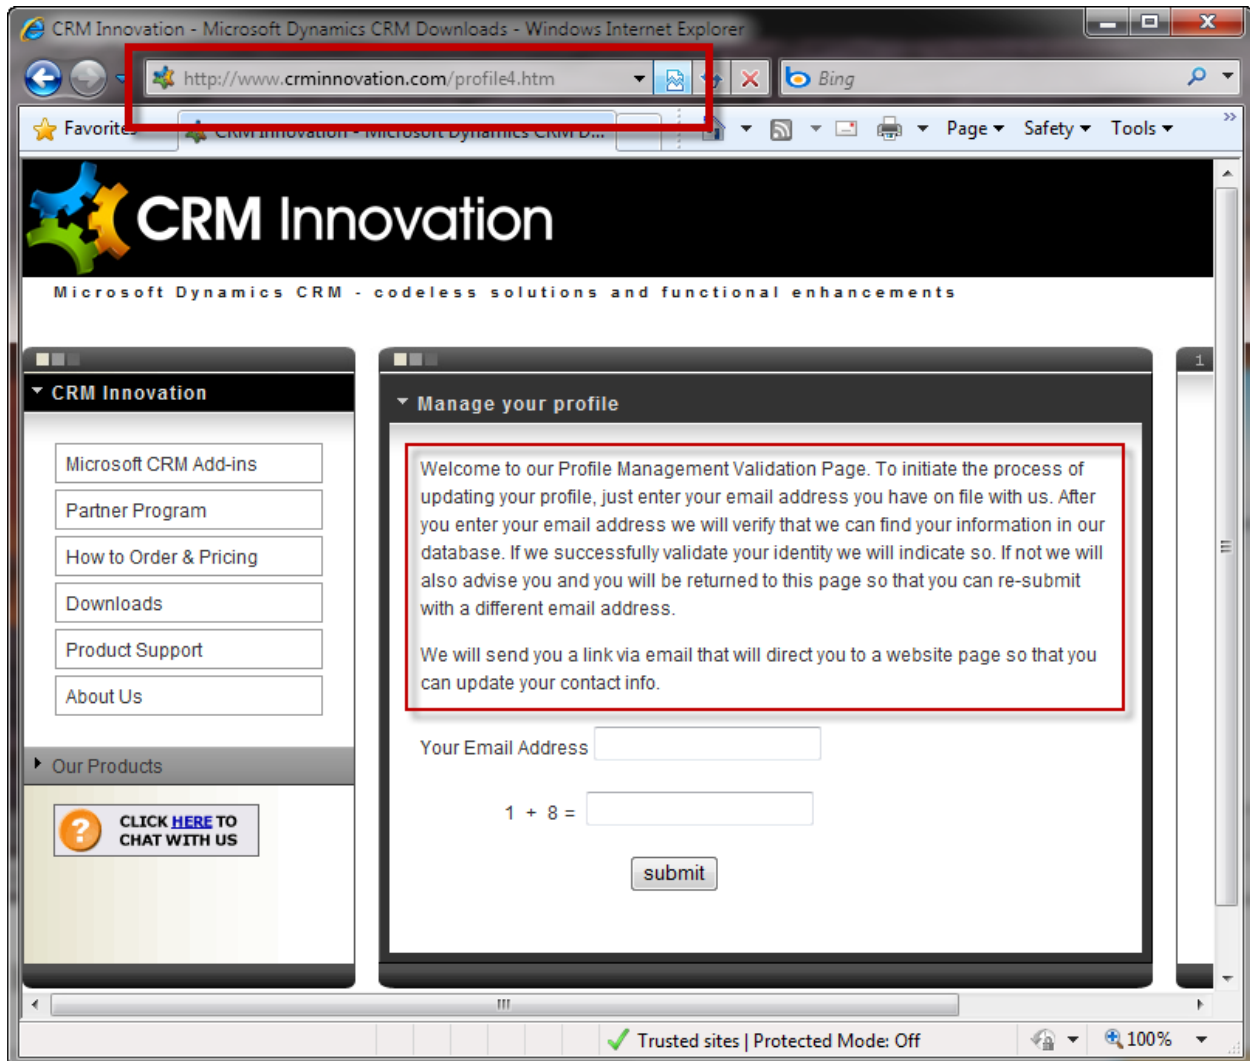 CRM Innovation - Microsoft Dynamics CRM Downloads - Windows Internet Explorer
http://www.crminnovation.com/profile4.htm
Bing
Favorites
CRM Innovation - Microsoft Dynamics CRM D...
Page
Safety
Tools
CRM Innovation
Microsoft Dynamics CRM - codeless solutions and functional enhancements
CRM Innovation
Microsoft CRM Add-ins
Partner Program
How to Order & Pricing
Downloads
Product Support
About Us
Our Products
? CLICK HERE TO
CHAT WITH US
Manage your profile
Welcome to our Profile Management Validation Page. To initiate the process of
updating your profile, just enter your email address you have on file with us. After
you enter your email address we will verify that we can find your information in our
database. If we successfully validate your identity we will indicate so. If not we will
also advise you and you will be returned to this page so that you can re-submit
with a different email address.
We will send you a link via email that will direct you to a website page so that you
can update your contact info.
Your Email Address
1 + 8 =
submit
1
Trusted sites | Protected Mode: Off
100%